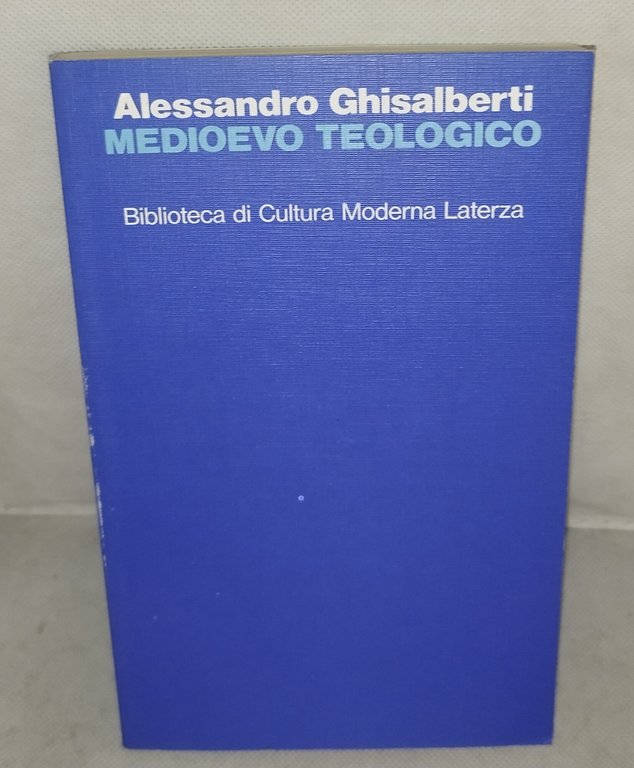 Alessandro Ghisalberti
MEDIOEVO TEOLOGICO
Biblioteca di Cultura Moderna Laterza